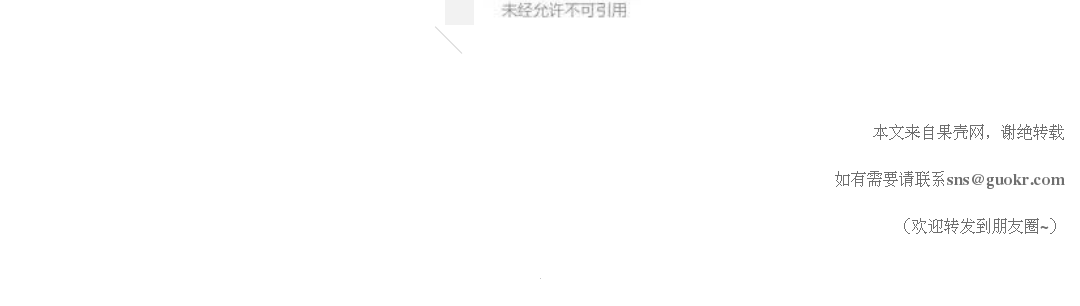 未经允许不可引用
本文来自果壳网，谢绝转载
如有需要请联系sns@guokr.com
（欢迎转发到朋友圈~）